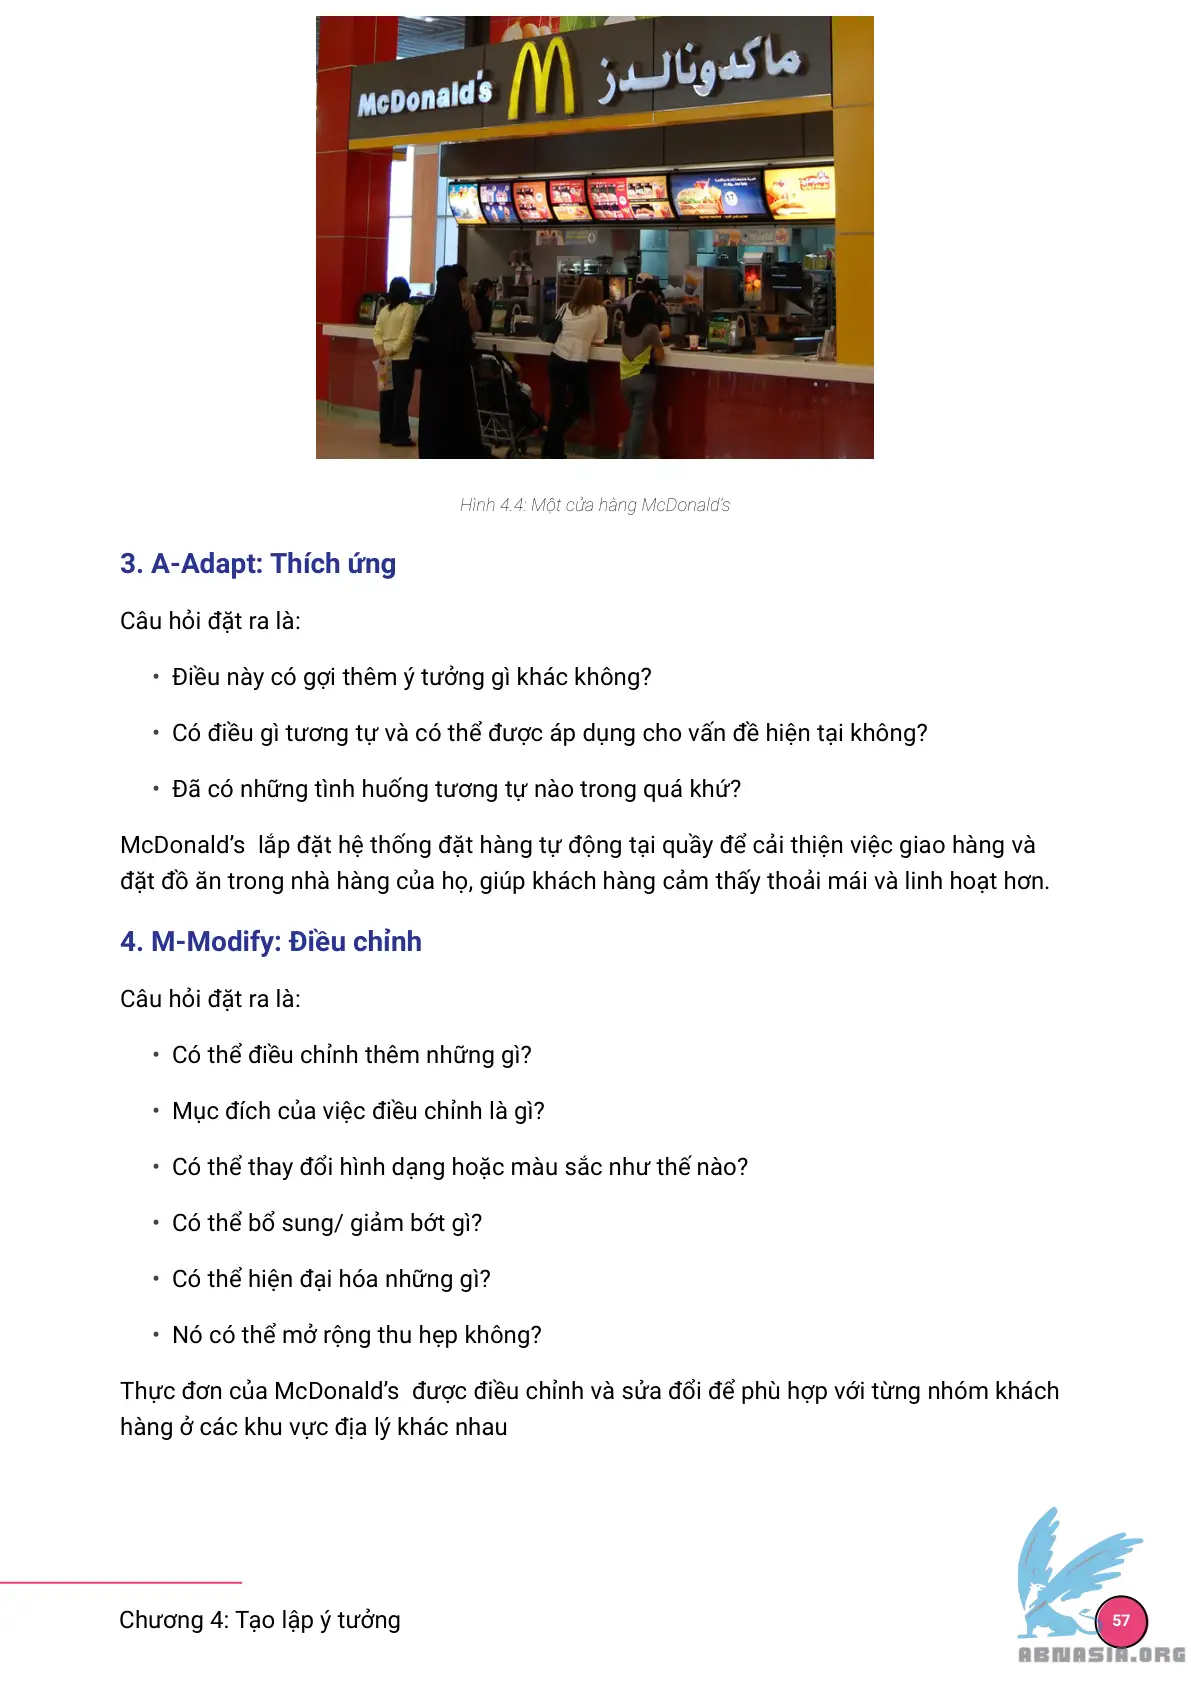 McDonald's
ماكدونالدز
Hình 4.4: Một cửa hàng McDonald’s
3. A-Adapt: Thích ứng
Câu hỏi đặt ra là:
• Điều này có gợi thêm ý tưởng gì khác không?
• Có điều gì tương tự và có thể được áp dụng cho vấn đề hiện tại không?
• Đã có những tình huống tương tự nào trong quá khứ?
McDonald’s lắp đặt hệ thống đặt hàng tự động tại quầy để cải thiện việc giao hàng và
đặt đồ ăn trong nhà hàng của họ, giúp khách hàng cảm thấy thoải mái và linh hoạt hơn.
4. M-Modify: Điều chỉnh
Câu hỏi đặt ra là:
• Có thể điều chỉnh thêm những gì?
• Mục đích của việc điều chỉnh là gì?
• Có thể thay đổi hình dạng hoặc màu sắc như thế nào?
• Có thể bổ sung/ giảm bớt gì?
• Có thể hiện đại hóa những gì?
• Nó có thể mở rộng thu hẹp không?
Thực đơn của McDonald’s được điều chỉnh và sửa đổi để phù hợp với từng nhóm khách
hàng ở các khu vực địa lý khác nhau
Chương 4: Tạo lập ý tưởng
57
ABNASIA.ORG